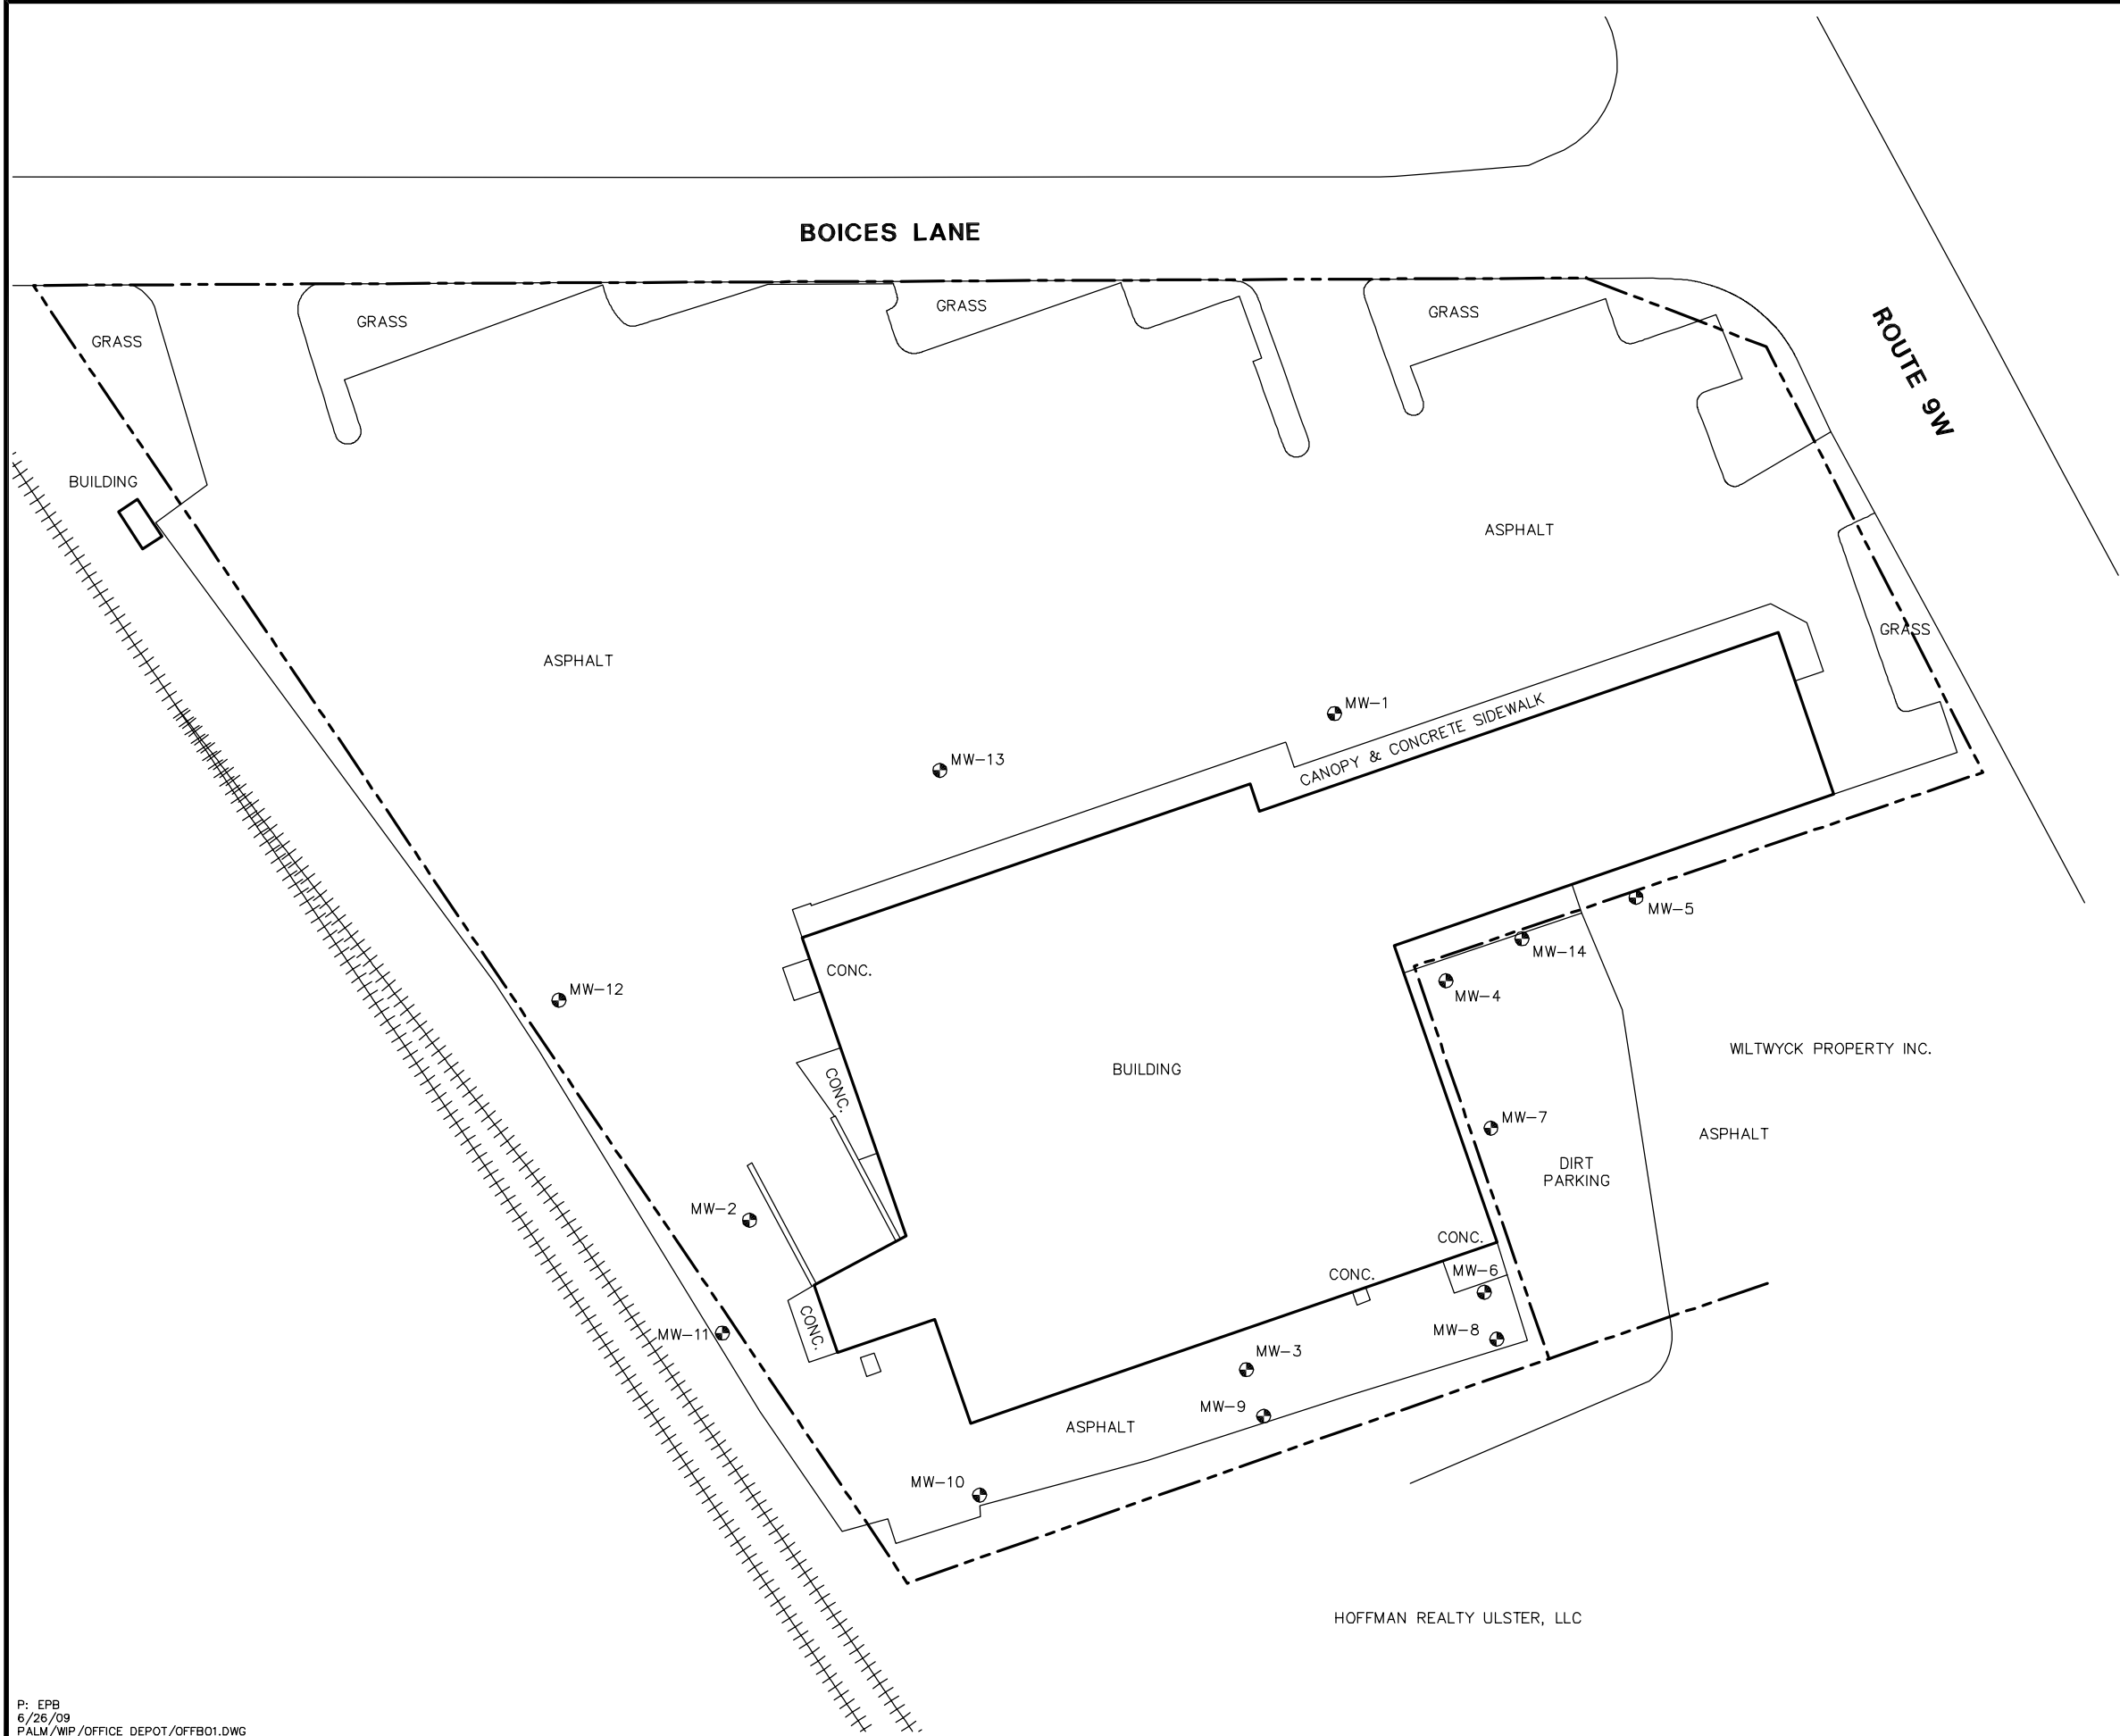 BOICES LANE
ROUTE 9W
GRASS
GRASS
GRASS
GRASS
BUILDING
ASPHALT
GRASS
ASPHALT
MW-1
CANOPY & CONCRETE SIDEWALK
MW-13
MW-5
MW-14
CONC.
MW-12
MW-4
WILTWYCK PROPERTY INC.
BUILDING
CONC.
MW-7
ASPHALT
DIRT
PARKING
MW-2
CONC.
CONC.
MW-6
CONC.
MW-11
MW-8
MW-3
MW-9
ASPHALT
MW-10
HOFFMAN REALTY ULSTER, LLC
P: EPB
6/26/09
PALM/WIP/OFFICE DEPOT/OFFB01.DWG